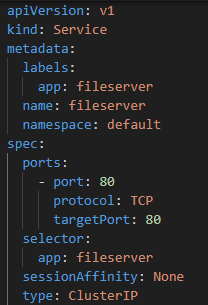 apiVersion: v1
kind: Service
metadata:
  labels:
    app: fileserver
  name: fileserver
  namespace: default
spec:
  ports:
    - port: 80
      protocol: TCP
      targetPort: 80
  selector:
    app: fileserver
  sessionAffinity: None
  type: ClusterIP